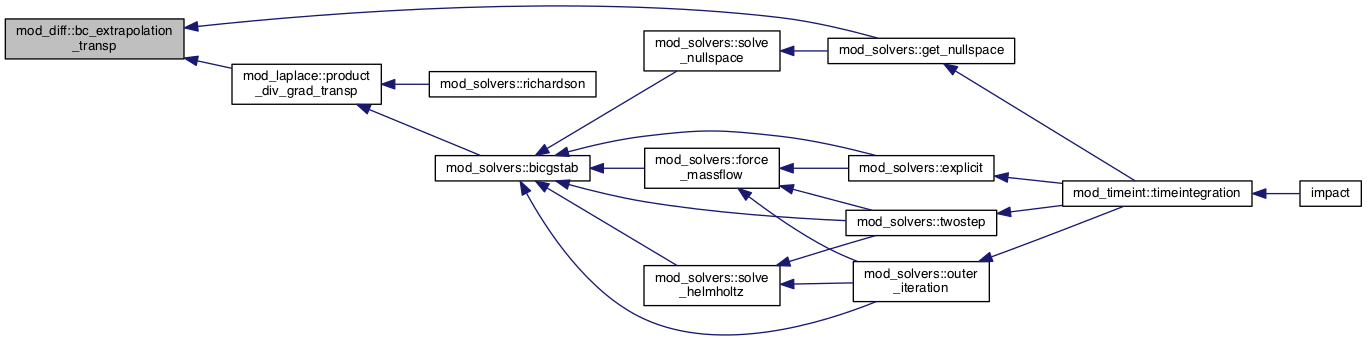 mod_diff::bc_extrapolation
_transp
mod_laplace::product
_div_grad_transp
mod_solvers::richardson
mod_solvers::bicgstab
mod_solvers::solve
_nullspace
mod_solvers::get_nullspace
mod_solvers::force
_massflow
mod_solvers::explicit
mod_solvers::twostep
mod_solvers::solve
_helmholtz
mod_solvers::outer
_iteration
mod_timeint::timeintegration
impact